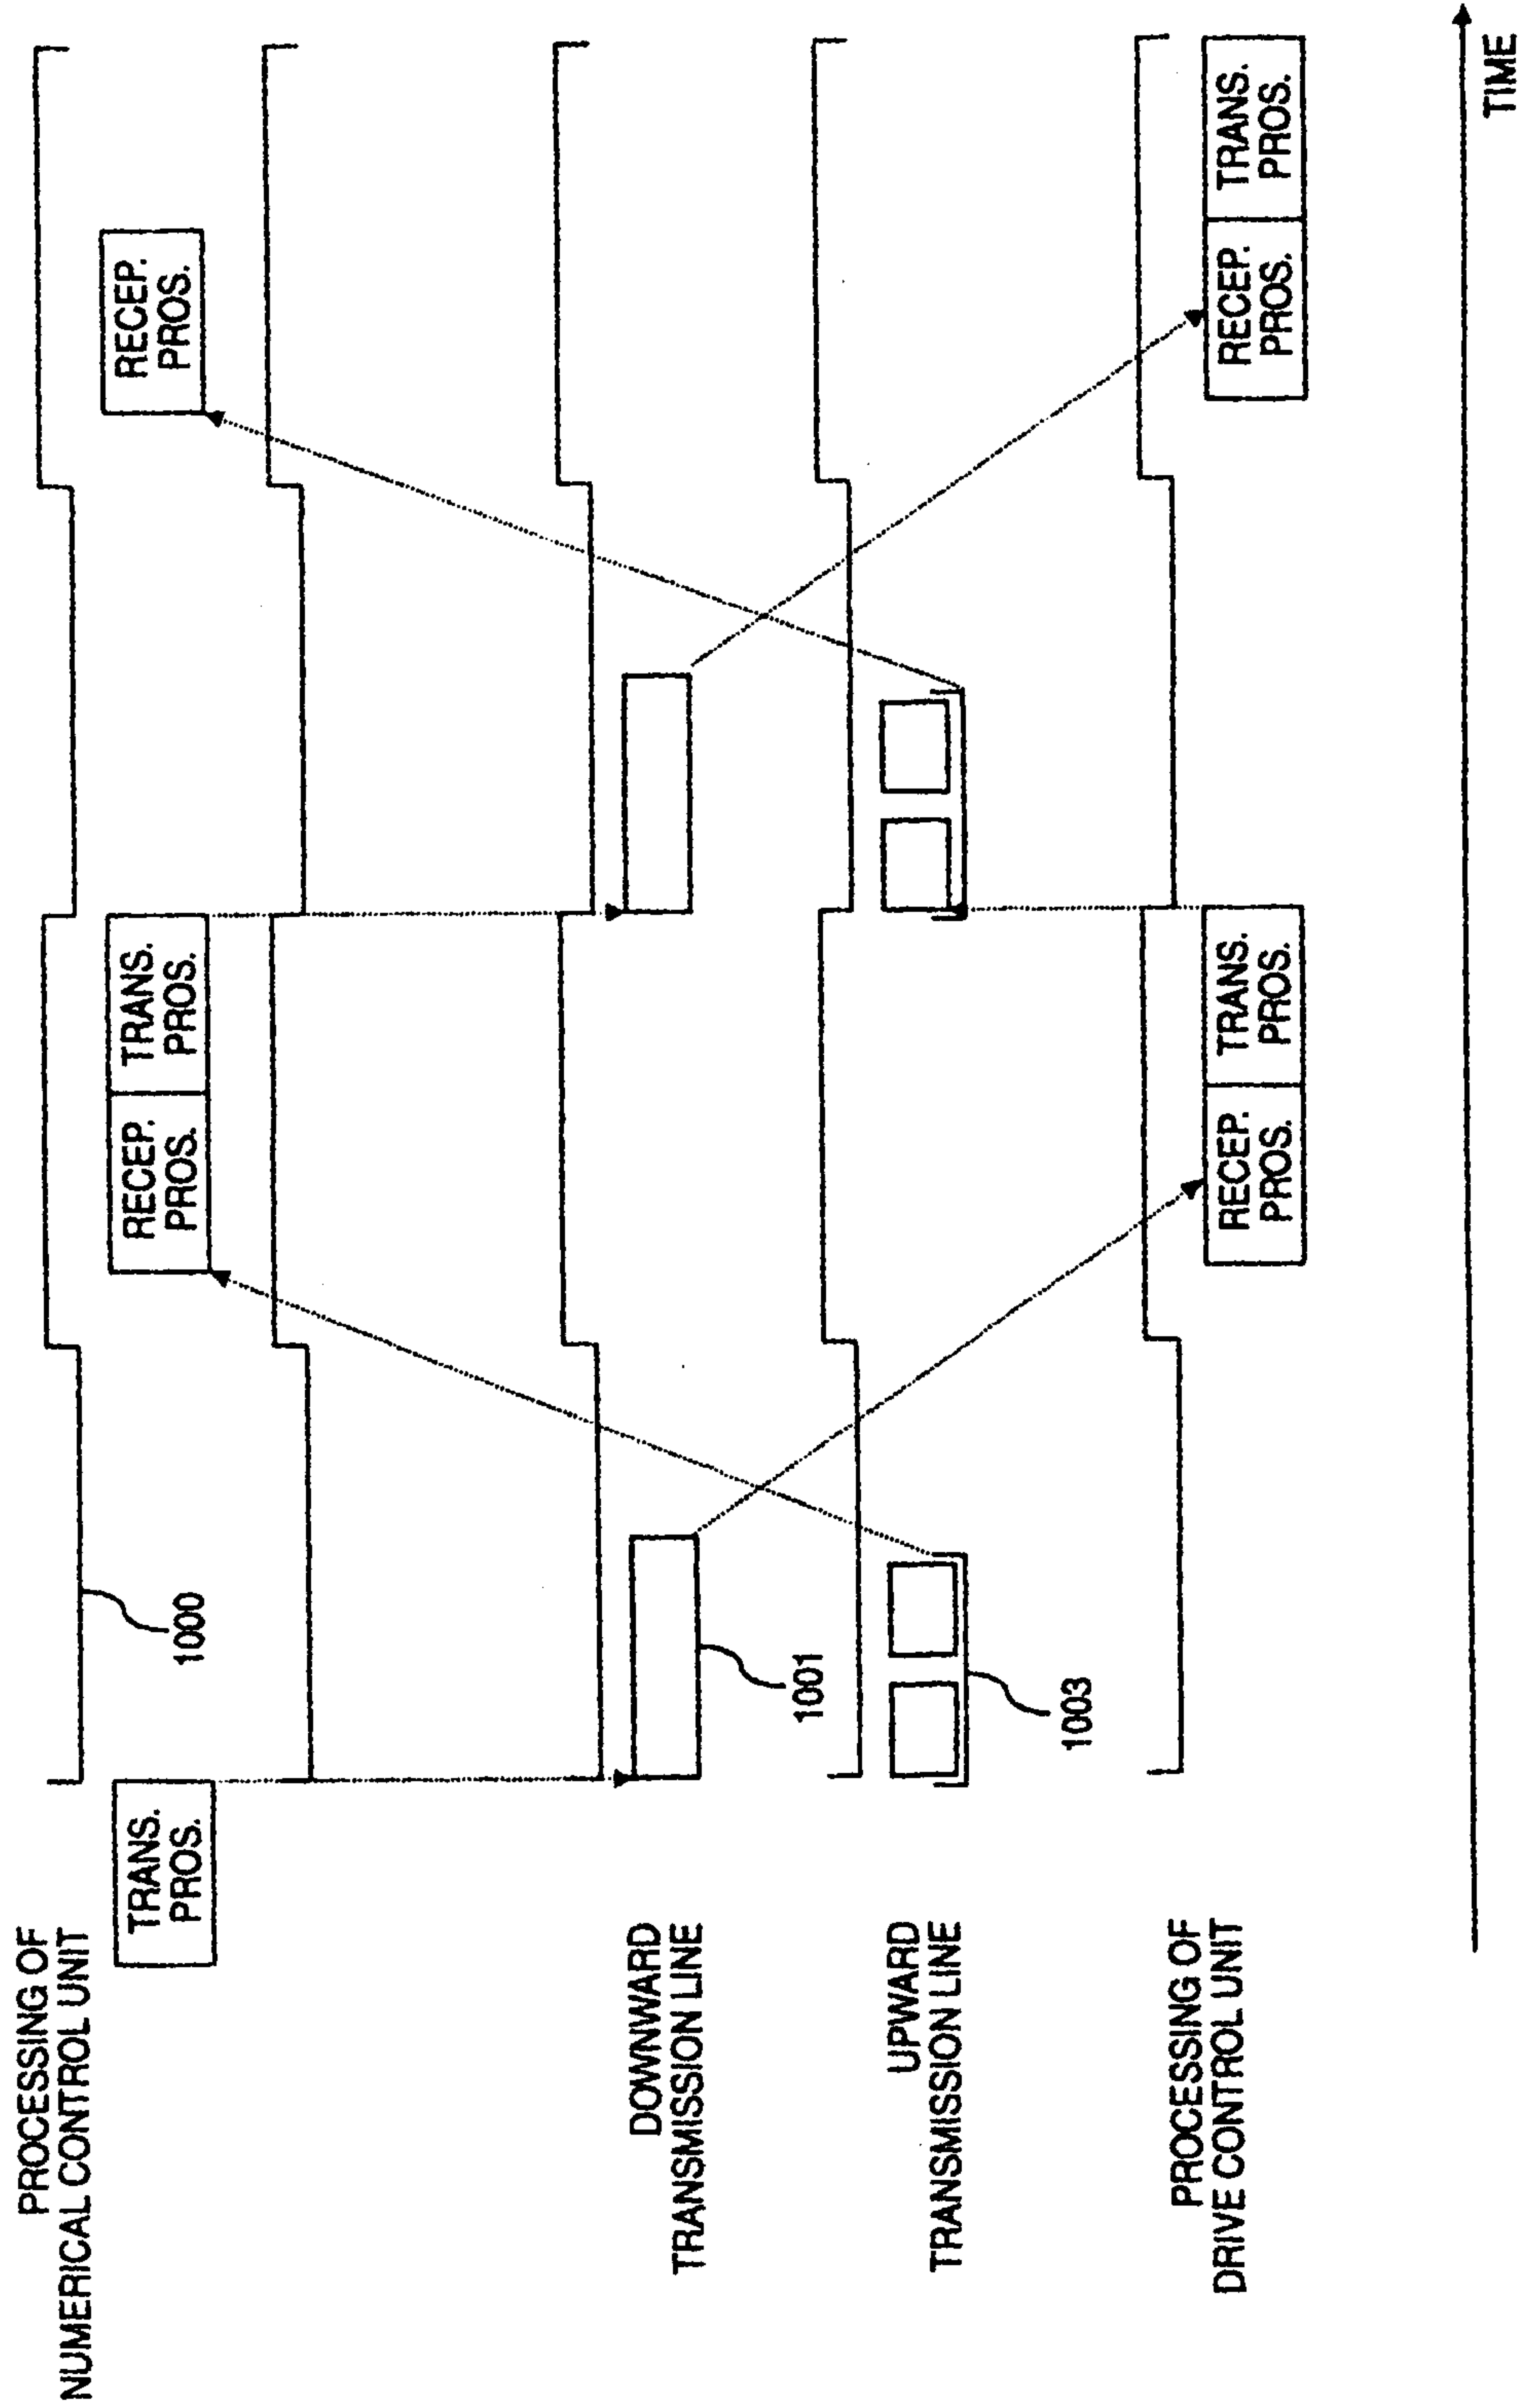 PROCESSING OF
NUMERICAL CONTROL UNIT
TRANS.
PROS.
1000
RECEP.
PROS.
TRANS.
PROS.
RECEP.
PROS.
DOWNWARD
TRANSMISSION LINE
1001
UPWARD
TRANSMISSION LINE
1003
PROCESSING OF
DRIVE CONTROL UNIT
RECEP.
PROS.
TRANS.
PROS.
RECEP.
PROS.
TRANS.
PROS.
TIME